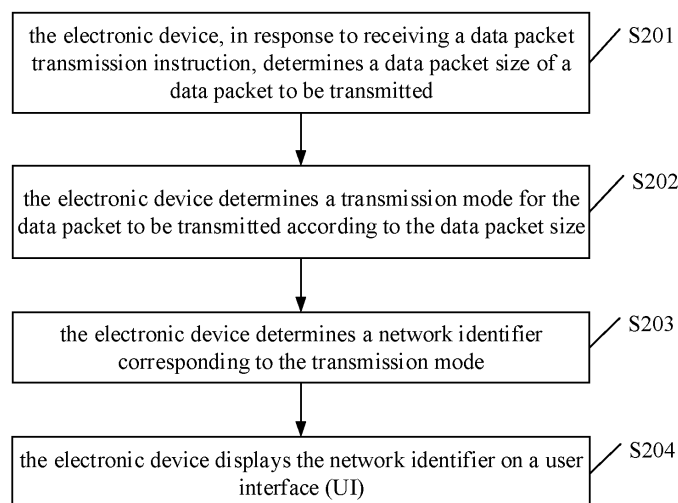 the electronic device, in response to receiving a data packet
transmission instruction, determines a data packet size of a
data packet to be transmitted
S201
the electronic device determines a transmission mode for the
data packet to be transmitted according to the data packet size
S202
the electronic device determines a network identifier
corresponding to the transmission mode
S203
the electronic device displays the network identifier on a user
interface (UI)
S204